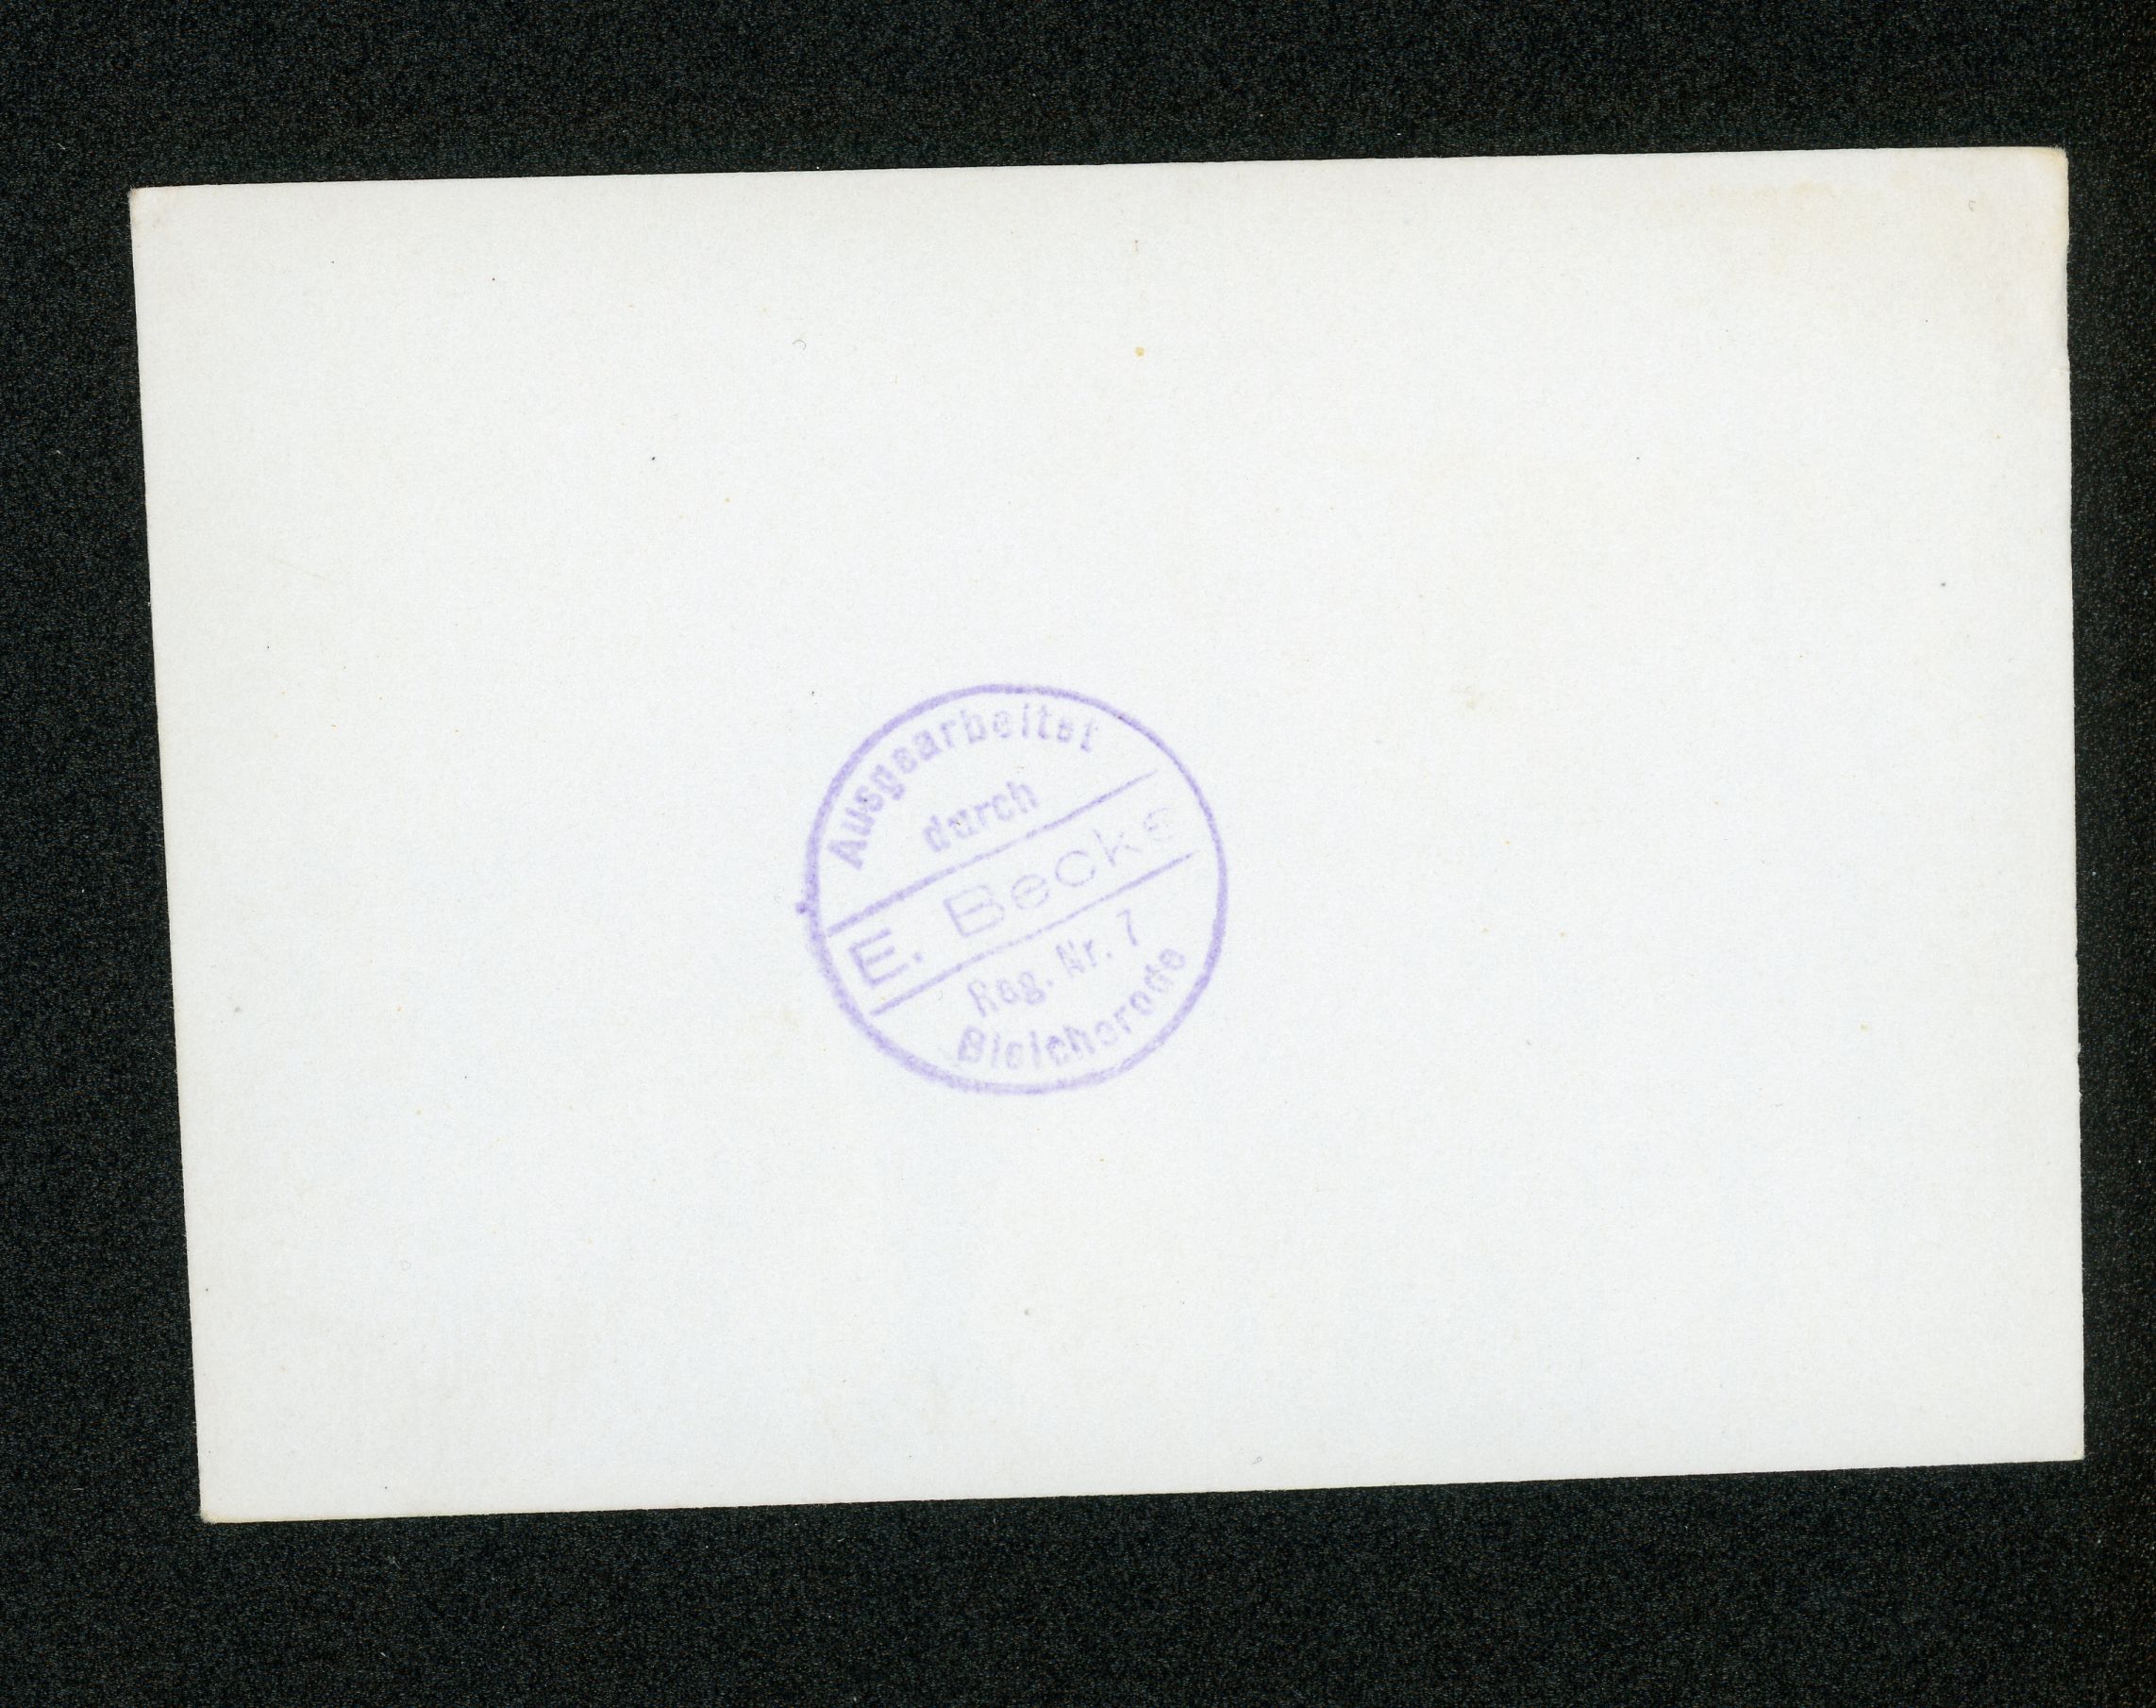 Ausgearbeitet
durch
E. Becke
Reg. Nr. 7
Bleicherode